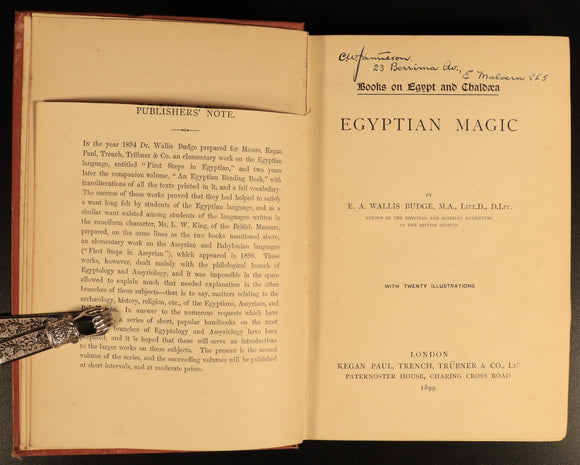 PUBLISHERS' NOTE.
In the year 1894 Dr. Wallis Budge prepared for Messrs. Kegan
Paul, Trench, Trübner & Co. an elementary work on the Egyptian
language, entitled "First Steps in Egyptian," and two years
later the companion volume, "An Egyptian Reading Book," with
transliterations of all the texts printed in it, and a full vocabulary.
The success of these works proved that they had helped to satisfy
a want long felt by students of the Egyptian language, and as a
similar want existed among students of the languages written in
the cuneiform character, Mr. L. W. King, of the British Museum,
prepared, on the same lines as the two books mentioned above,
an elementary work on the Assyrian and Babylonian languages
("First Steps in Assyrian"), which appeared in 1898. These
works, however, dealt mainly with the philological branch of
Egyptology and Assyriology, and it was impossible in the space
allowed to explain much that needed explanation in the other
branches of these subjects—that is to say, matters relating to the
archæology, history, religion, etc., of the Egyptians, Assyrians, and
In answer to the numerous requests which have
a series of short, popular handbooks on the most
branches of Egyptology and Assyriology have been
prepared, and it is hoped that these will serve as introductions
to the larger works on these subjects. The present is the second
volume of the series, and the succeeding volumes will be published
at short intervals, and at moderate prices.
Jamieson
23 Berrima Av.,
E Malvern SE5
Books on Egypt and Chaldæa
EGYPTIAN MAGIC
BY
E. A. WALLIS BUDGE, M.A., LITT.D., D.LIT.
KEEPER OF THE EGYPTIAN AND ASSYRIAN ANTIQUITIES
IN THE BRITISH MUSEUM
WITH TWENTY ILLUSTRATIONS
LONDON
KEGAN PAUL, TRENCH, TRÜBNER & CO., LTD
PATERNOSTER HOUSE, CHARING CROSS ROAD
1899